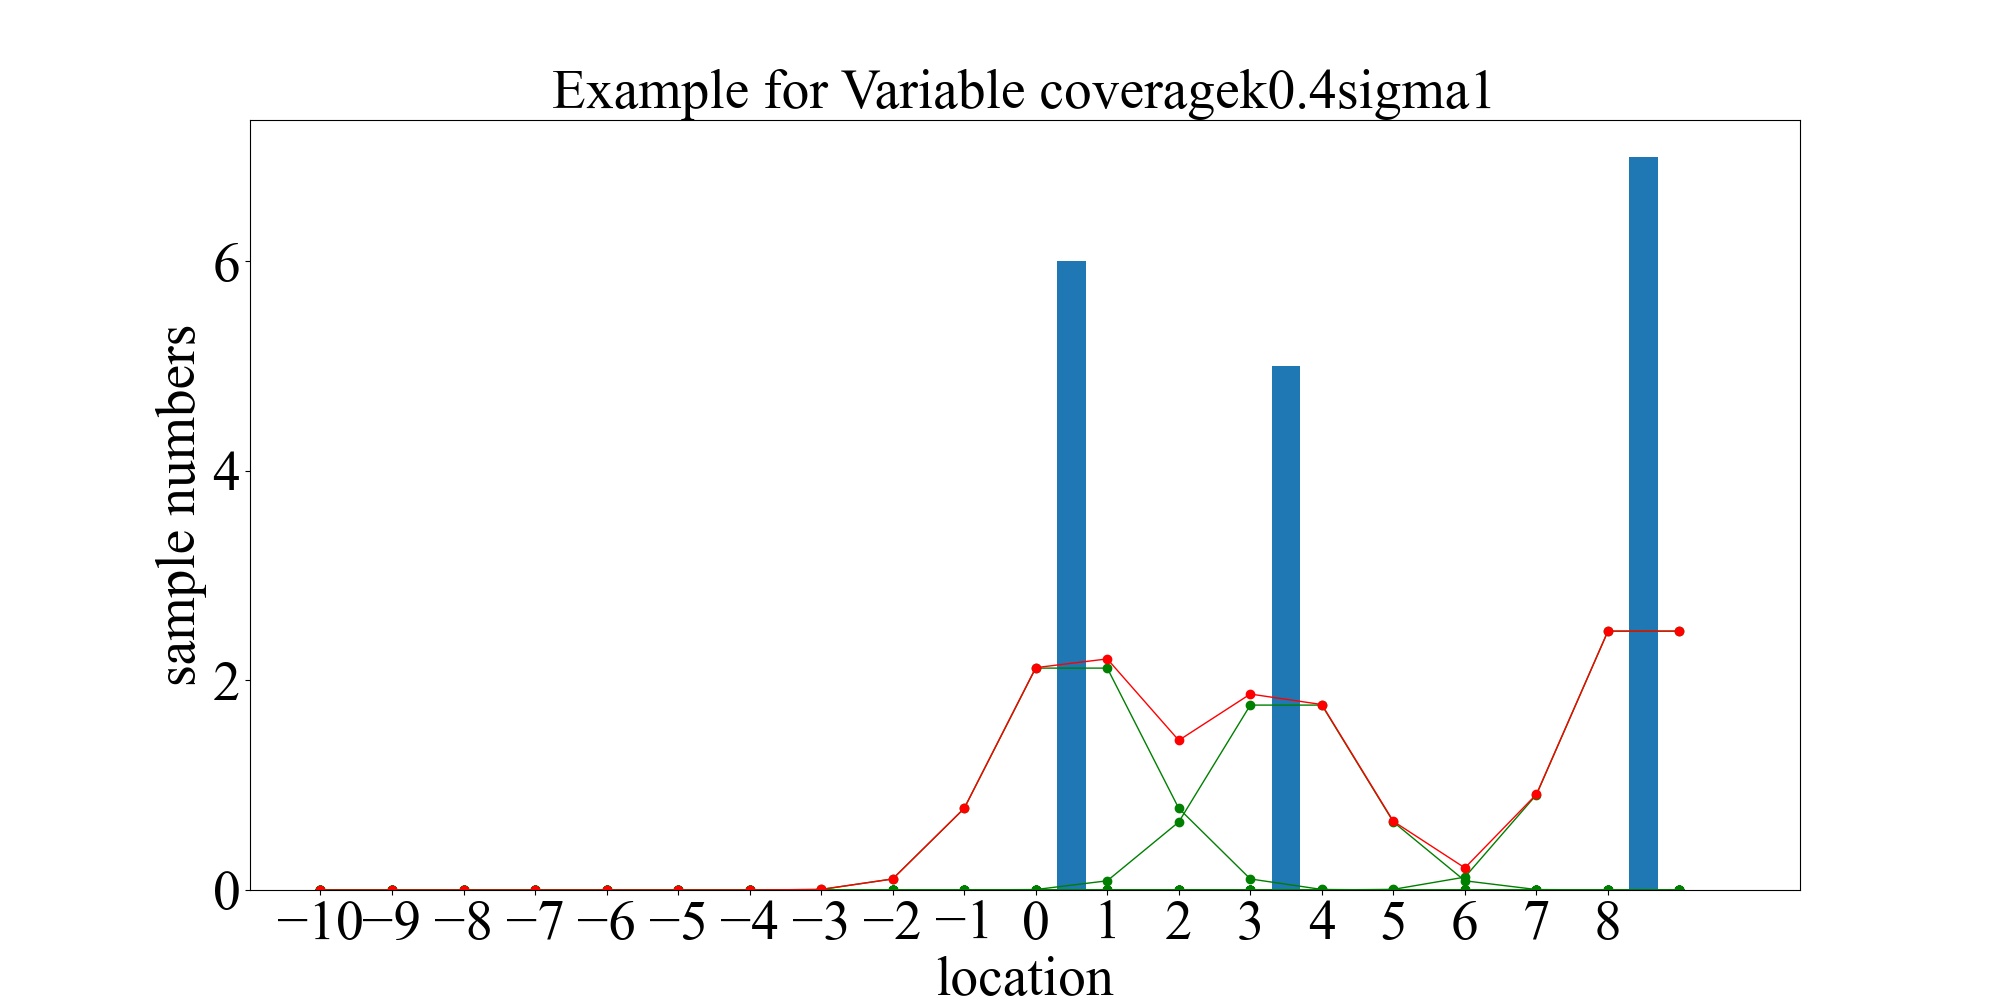 Example for Variable coveragek0.4sigma1
sample numbers
6
4
2
0
−10 −9 −8 −7 −6 −5 −4 −3 −2 −1 0 1 2 3 4 5 6 7 8
location